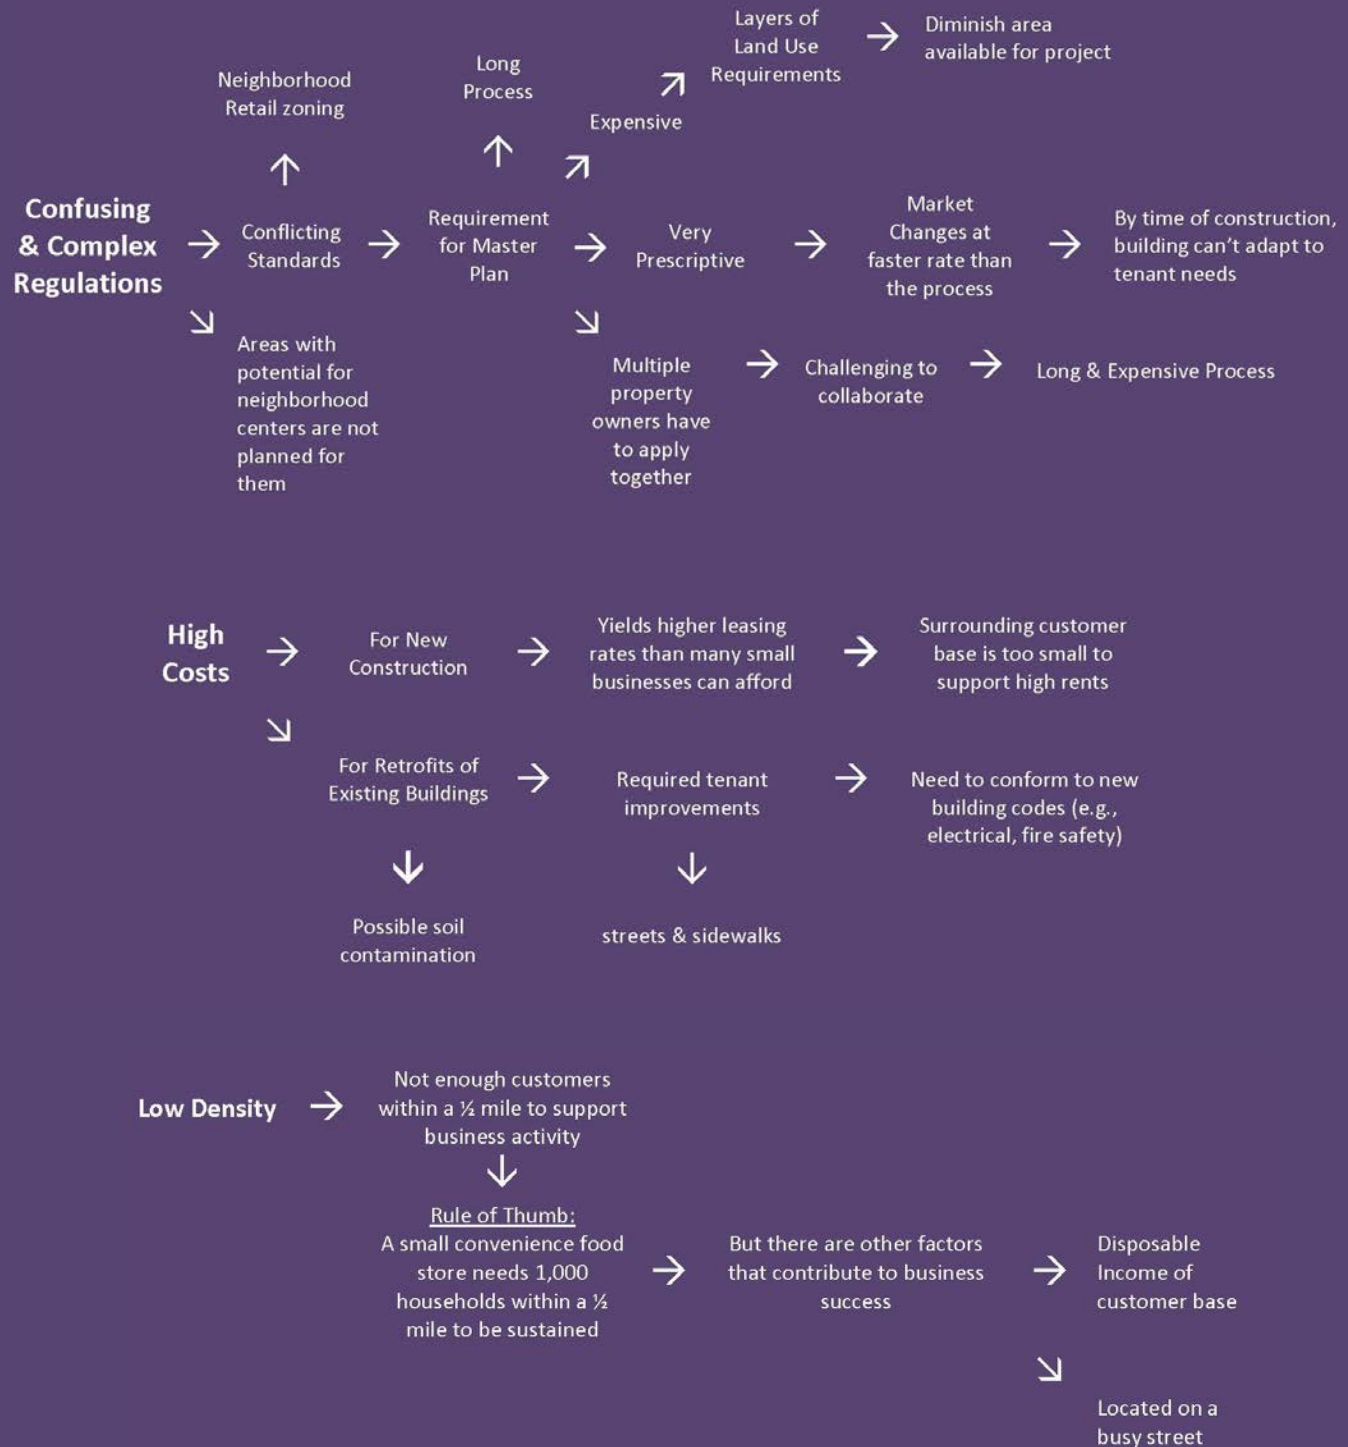 Layers of
Land Use
Requirements
Diminish area
available for project
Long
Process
Neighborhood
Retail zoning
Expensive
Confusing
& Complex
Regulations
Conflicting
Standards
Requirement
for Master
Plan
Very
Prescriptive
Market
Changes at
faster rate than
the process
By time of construction,
building can't adapt to
tenant needs
Areas with
potential for
neighborhood
centers are not
planned for
them
Multiple
property
owners have
to apply
together
Challenging to
collaborate
Long & Expensive Process
High
Costs
For New
Construction
Yields higher leasing
rates than many small
businesses can afford
Surrounding customer
base is too small to
support high rents
For Retrofits of
Existing Buildings
Required tenant
improvements
Need to conform to new
building codes (e.g.,
electrical, fire safety)
Possible soil
contamination
streets & sidewalks
Low Density
Not enough customers
within a ½ mile to support
business activity
Rule of Thumb:
A small convenience food
store needs 1,000
households within a ½
mile to be sustained
But there are other factors
that contribute to business
success
Disposable
Income of
customer base
Located on a
busy street